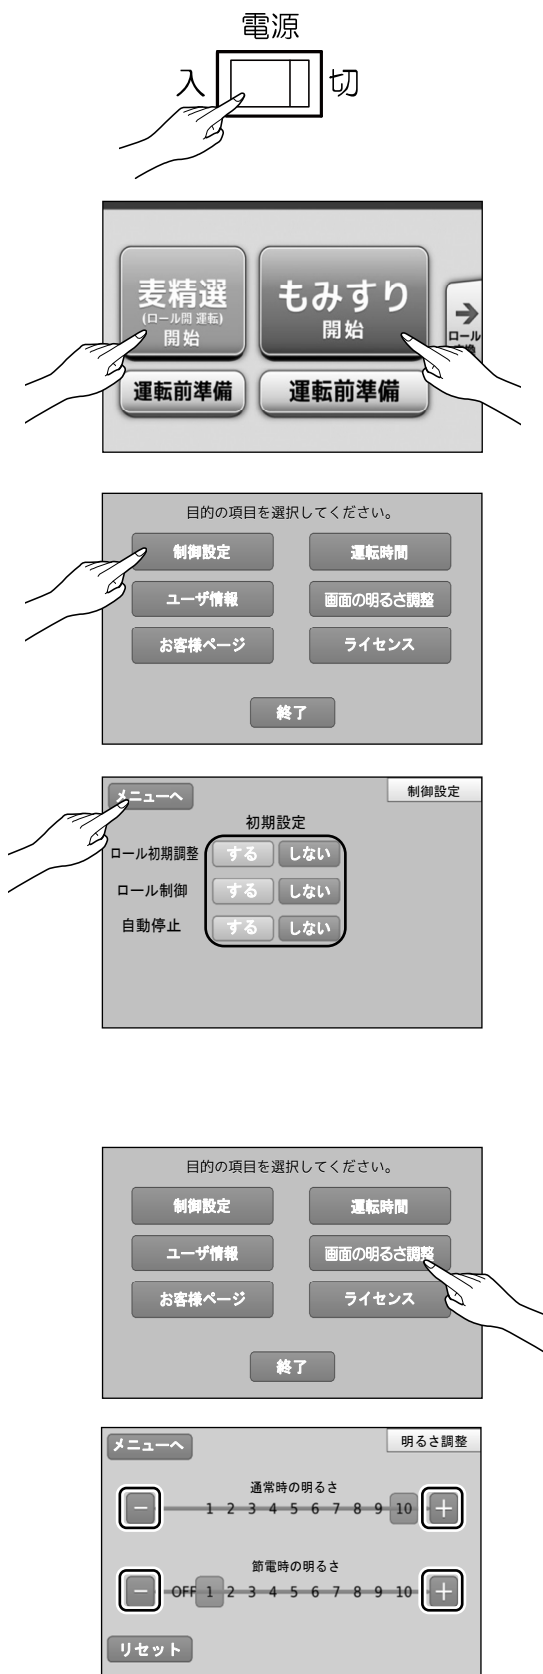 電源
入 切
麦精選 もみすり
(ロール開 運転)
開始 開始
ロール
運転前準備 運転前準備
目的の項目を選択してください。
制御設定 運転時間
ユーザ情報 画面の明るさ調整
お客様ページ ライセンス
終了
メニューへ 制御設定
初期設定
ロール初期調整 する しない
ロール制御 する しない
自動停止 する しない
目的の項目を選択してください。
制御設定 運転時間
ユーザ情報 画面の明るさ調整
お客様ページ ライセンス
終了
メニューへ 明るさ調整
通常時の明るさ
− 1 2 3 4 5 6 7 8 9 10 +
節電時の明るさ
− OFF 1 2 3 4 5 6 7 8 9 10 +
リセット